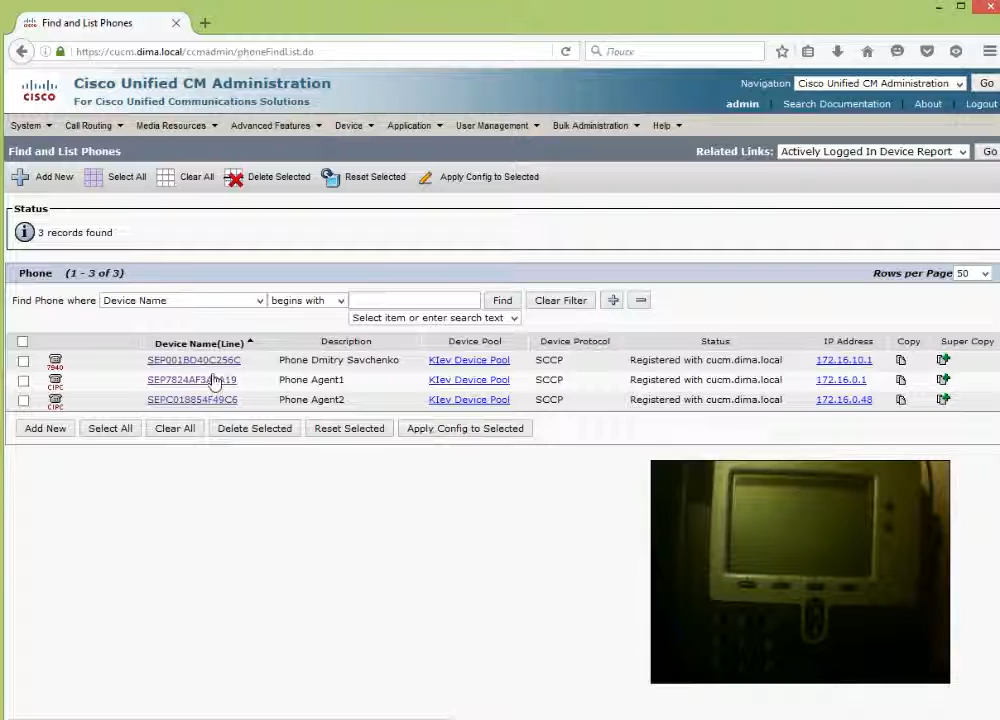 Find and List Phones
https://cucm.dima.local/ccmadmin/phoneFindList.do
Поиск
CISCO
Cisco Unified CM Administration
For Cisco Unified Communications Solutions
Navigation Cisco Unified CM Administration Go
admin Search Documentation About Logout
System Call Routing Media Resources Advanced Features Device Application User Management Bulk Administration Help
Find and List Phones
Related Links: Actively Logged In Device Report Go
Add New Select All Clear All Delete Selected Reset Selected Apply Config to Selected
Status
3 records found
Phone (1 - 3 of 3)
Rows per Page 50
Find Phone where Device Name begins with Find Clear Filter
Select item or enter search text
Device Name(Line) Description Device Pool Device Protocol Status IP Address Copy Super Copy
7940 SEP001BD40C256C Phone Dmitry Savchenko KIev Device Pool SCCP Registered with cucm.dima.local 172.16.10.1
CIPC Phone Agent1 KIev Device Pool SCCP Registered with cucm.dima.local 172.16.0.1
CIPC SEPC018854F49C6 Phone Agent2 KIev Device Pool SCCP Registered with cucm.dima.local 172.16.0.48
Add New Select All Clear All Delete Selected Reset Selected Apply Config to Selected